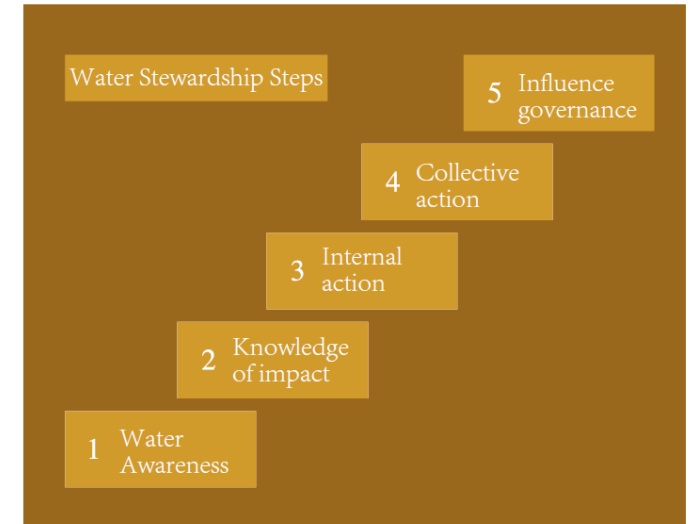 Water Stewardship Steps
5 Influence
governance
4 Collective
action
3 Internal
action
2 Knowledge
of impact
1 Water
Awareness